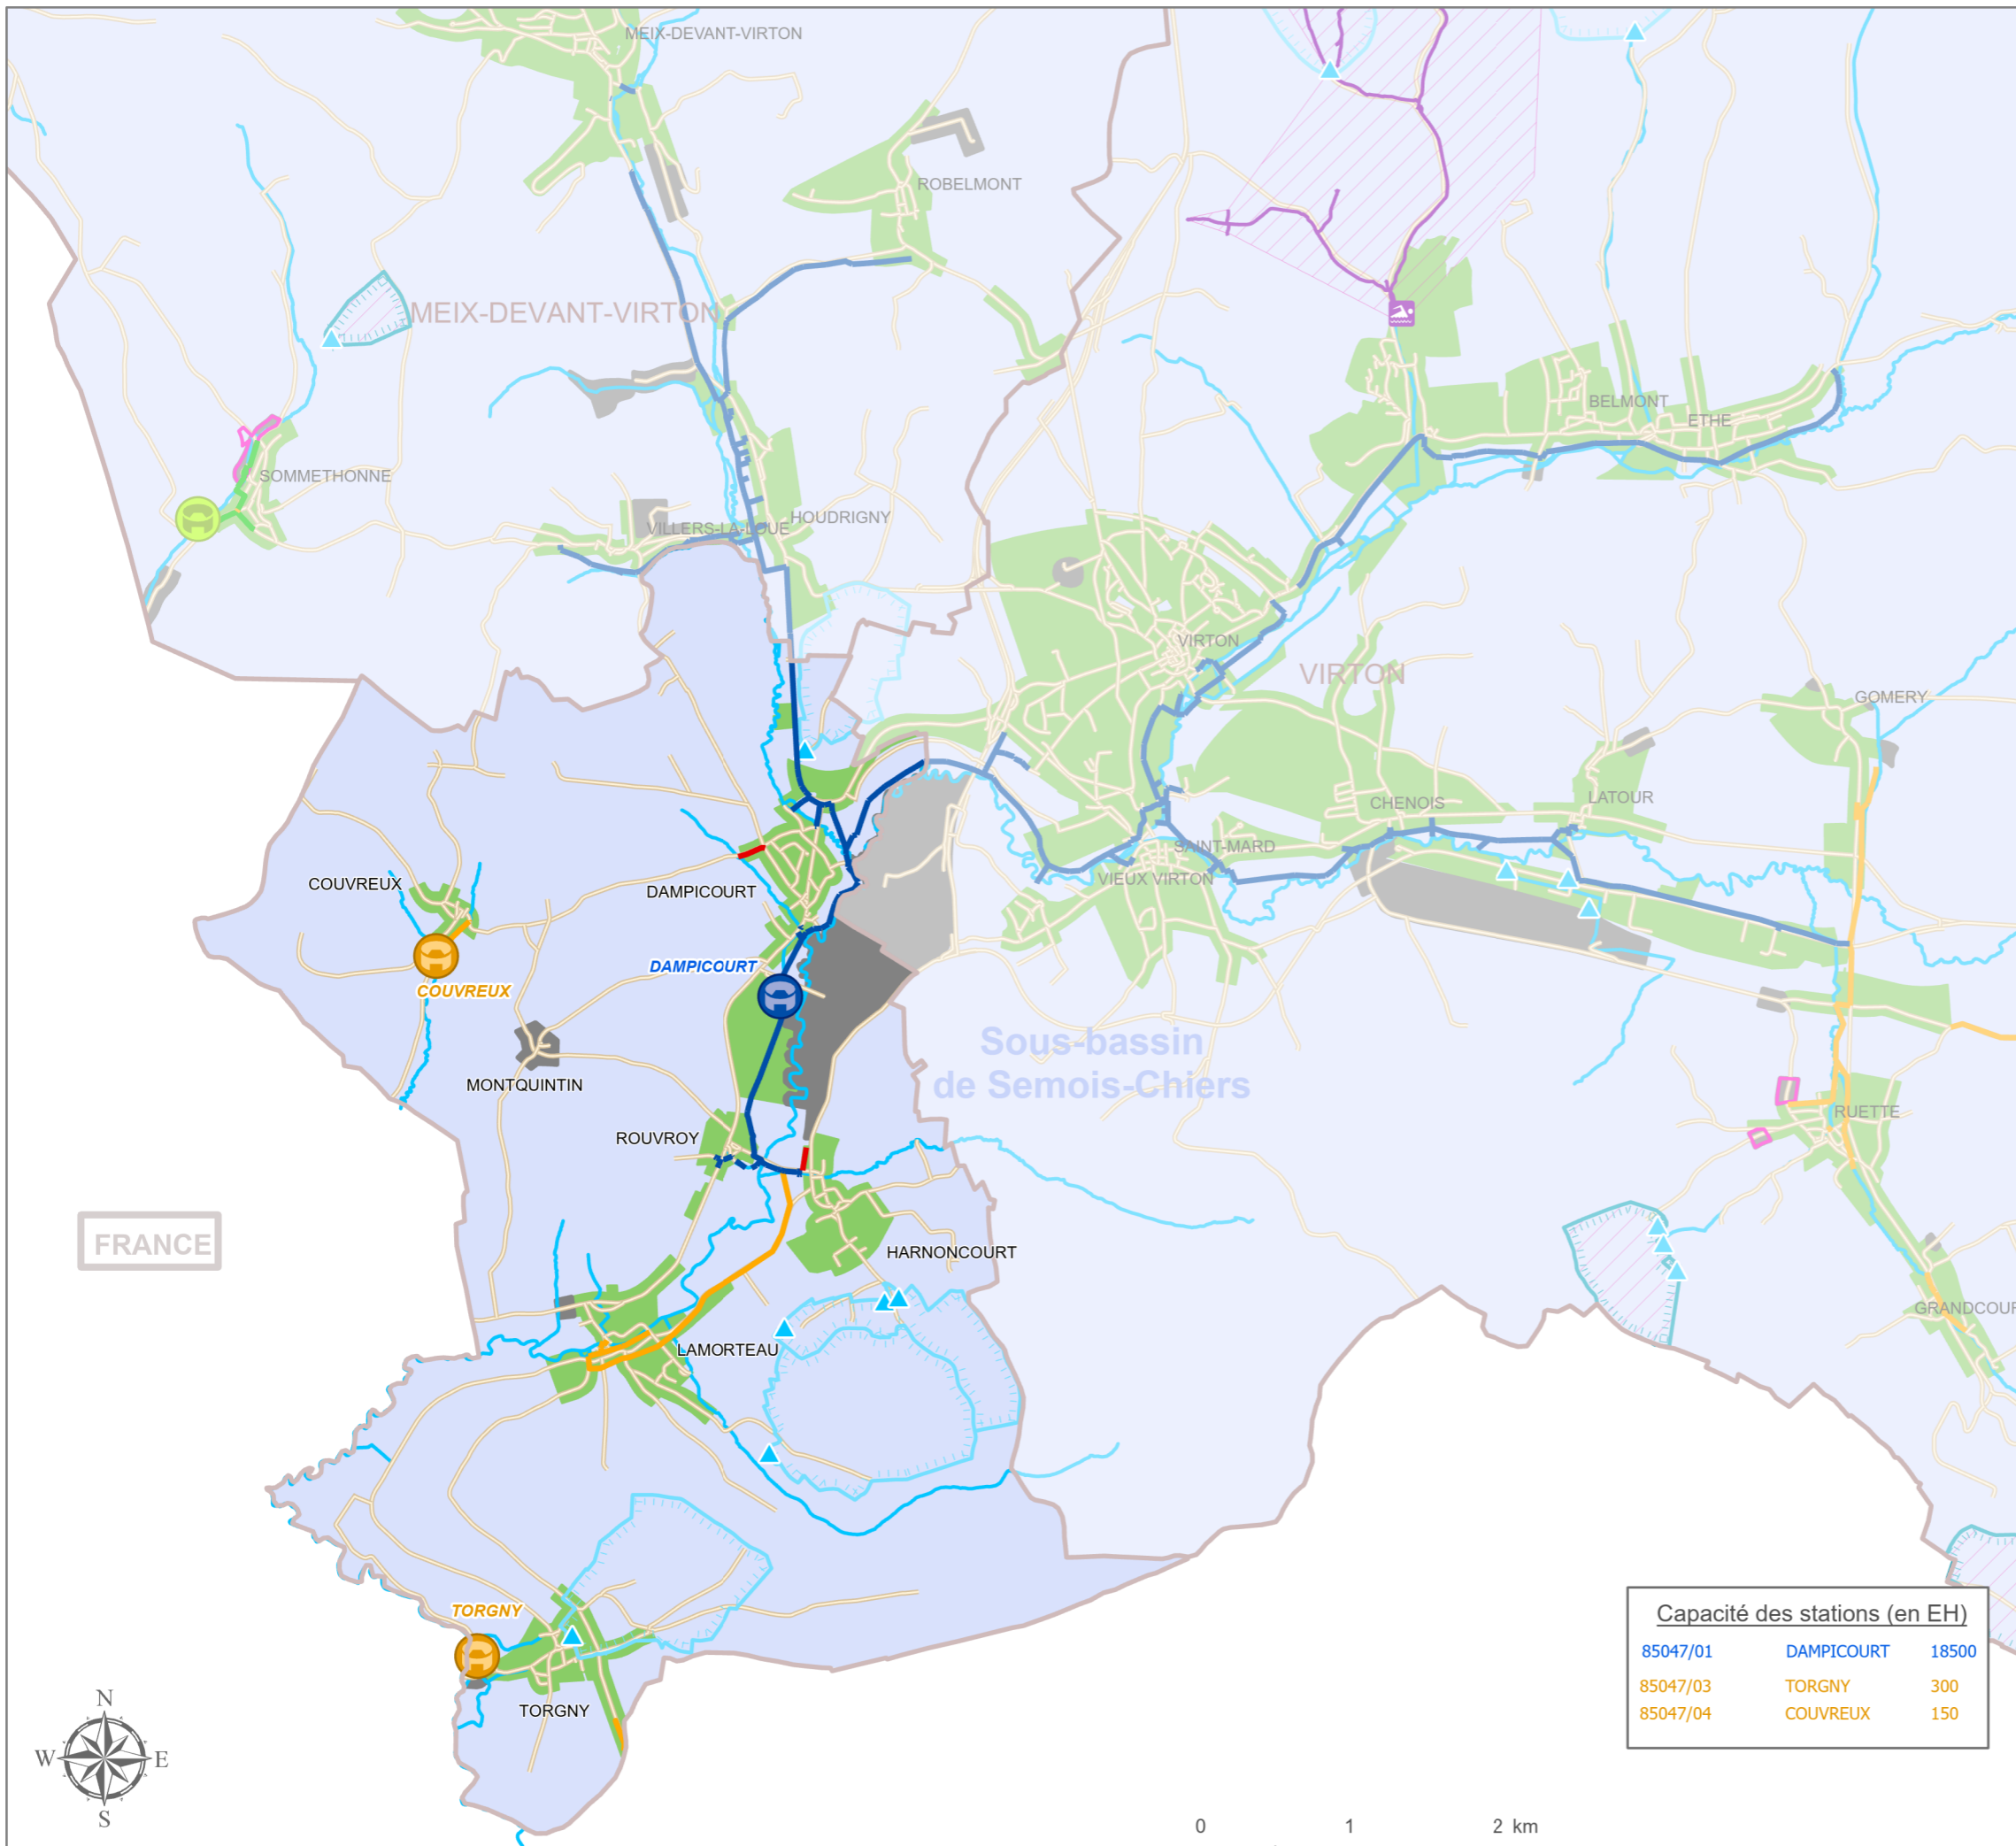 MEIX-DEVANT-VIRTON
ROBELMONT
MEIX-DEVANT-VIRTON
BELMONT
ETHE
SOMMETHONNE
VILLERS-LA-LOUE
HOUDRIGNY
VIRTON
VIRTON
GOMERY
CHENOIS
LATOUR
SAINT-MARD
VIEUX VIRTON
COUVREUX
DAMPICOURT
DAMPICOURT
COUVREUX
Sous-bassin
de Semois-Chiers
MONTQUINTIN
ROUVROY
RUETTE
FRANCE
HARNONCOURT
GRANDCOUR
LAMORTEAU
TORGNY
TORGNY
Capacité des stations (en EH)
85047/01 DAMPICOURT 18500
85047/03 TORGNY 300
85047/04 COUVREUX 150
N
W E
S
0 1 2 km